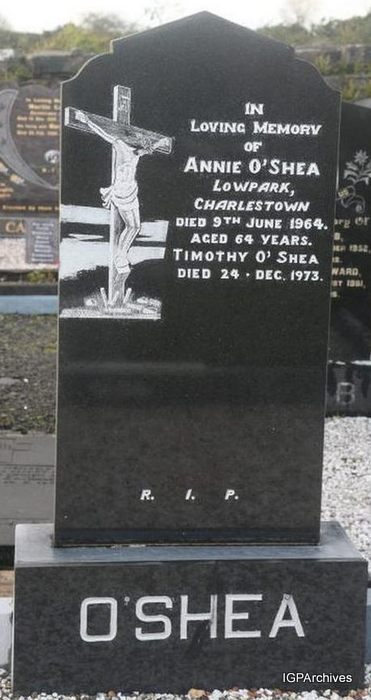 IN
LOVING MEMORY
OF
ANNIE O'SHEA
LOWPARK,
CHARLESTOWN
DIED 9TH JUNE 1964.
AGED 64 YEARS.
TIMOTHY O' SHEA
DIED 24 · DEC. 1973.
R. I. P.
O'SHEA
IGPArchives